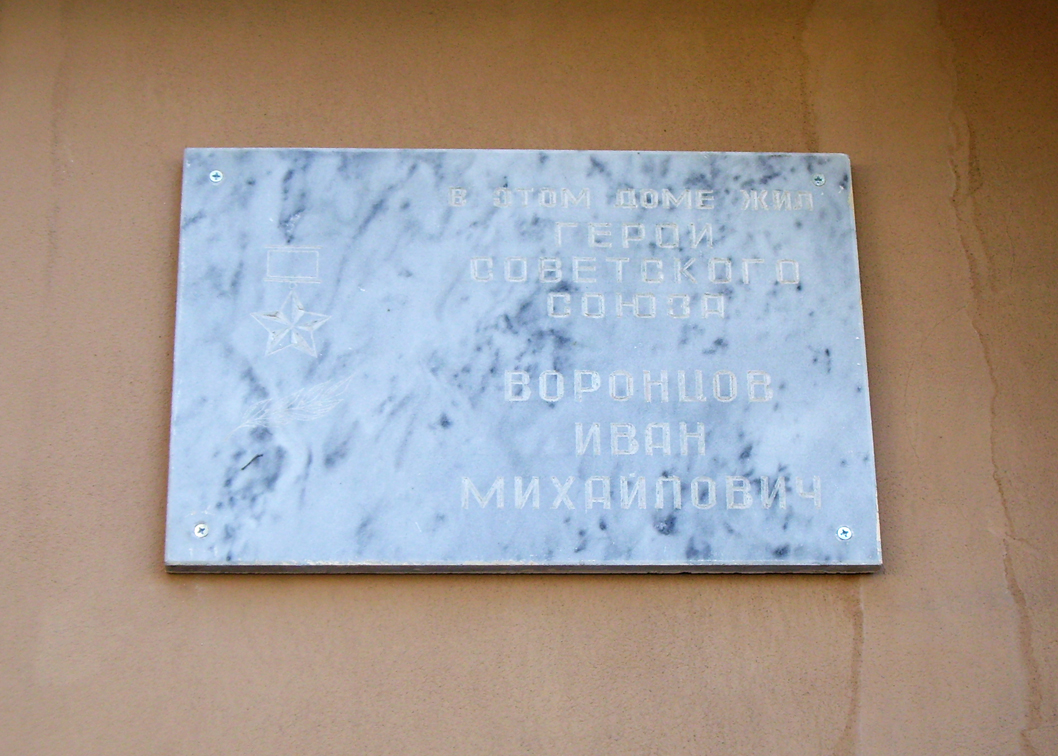 В ЭТОМ ДОМЕ ЖИЛ
ГЕРОЙ
СОВЕТСКОГО
СОЮЗА
ВОРОНЦОВ
ИВАН
МИХАЙЛОВИЧ